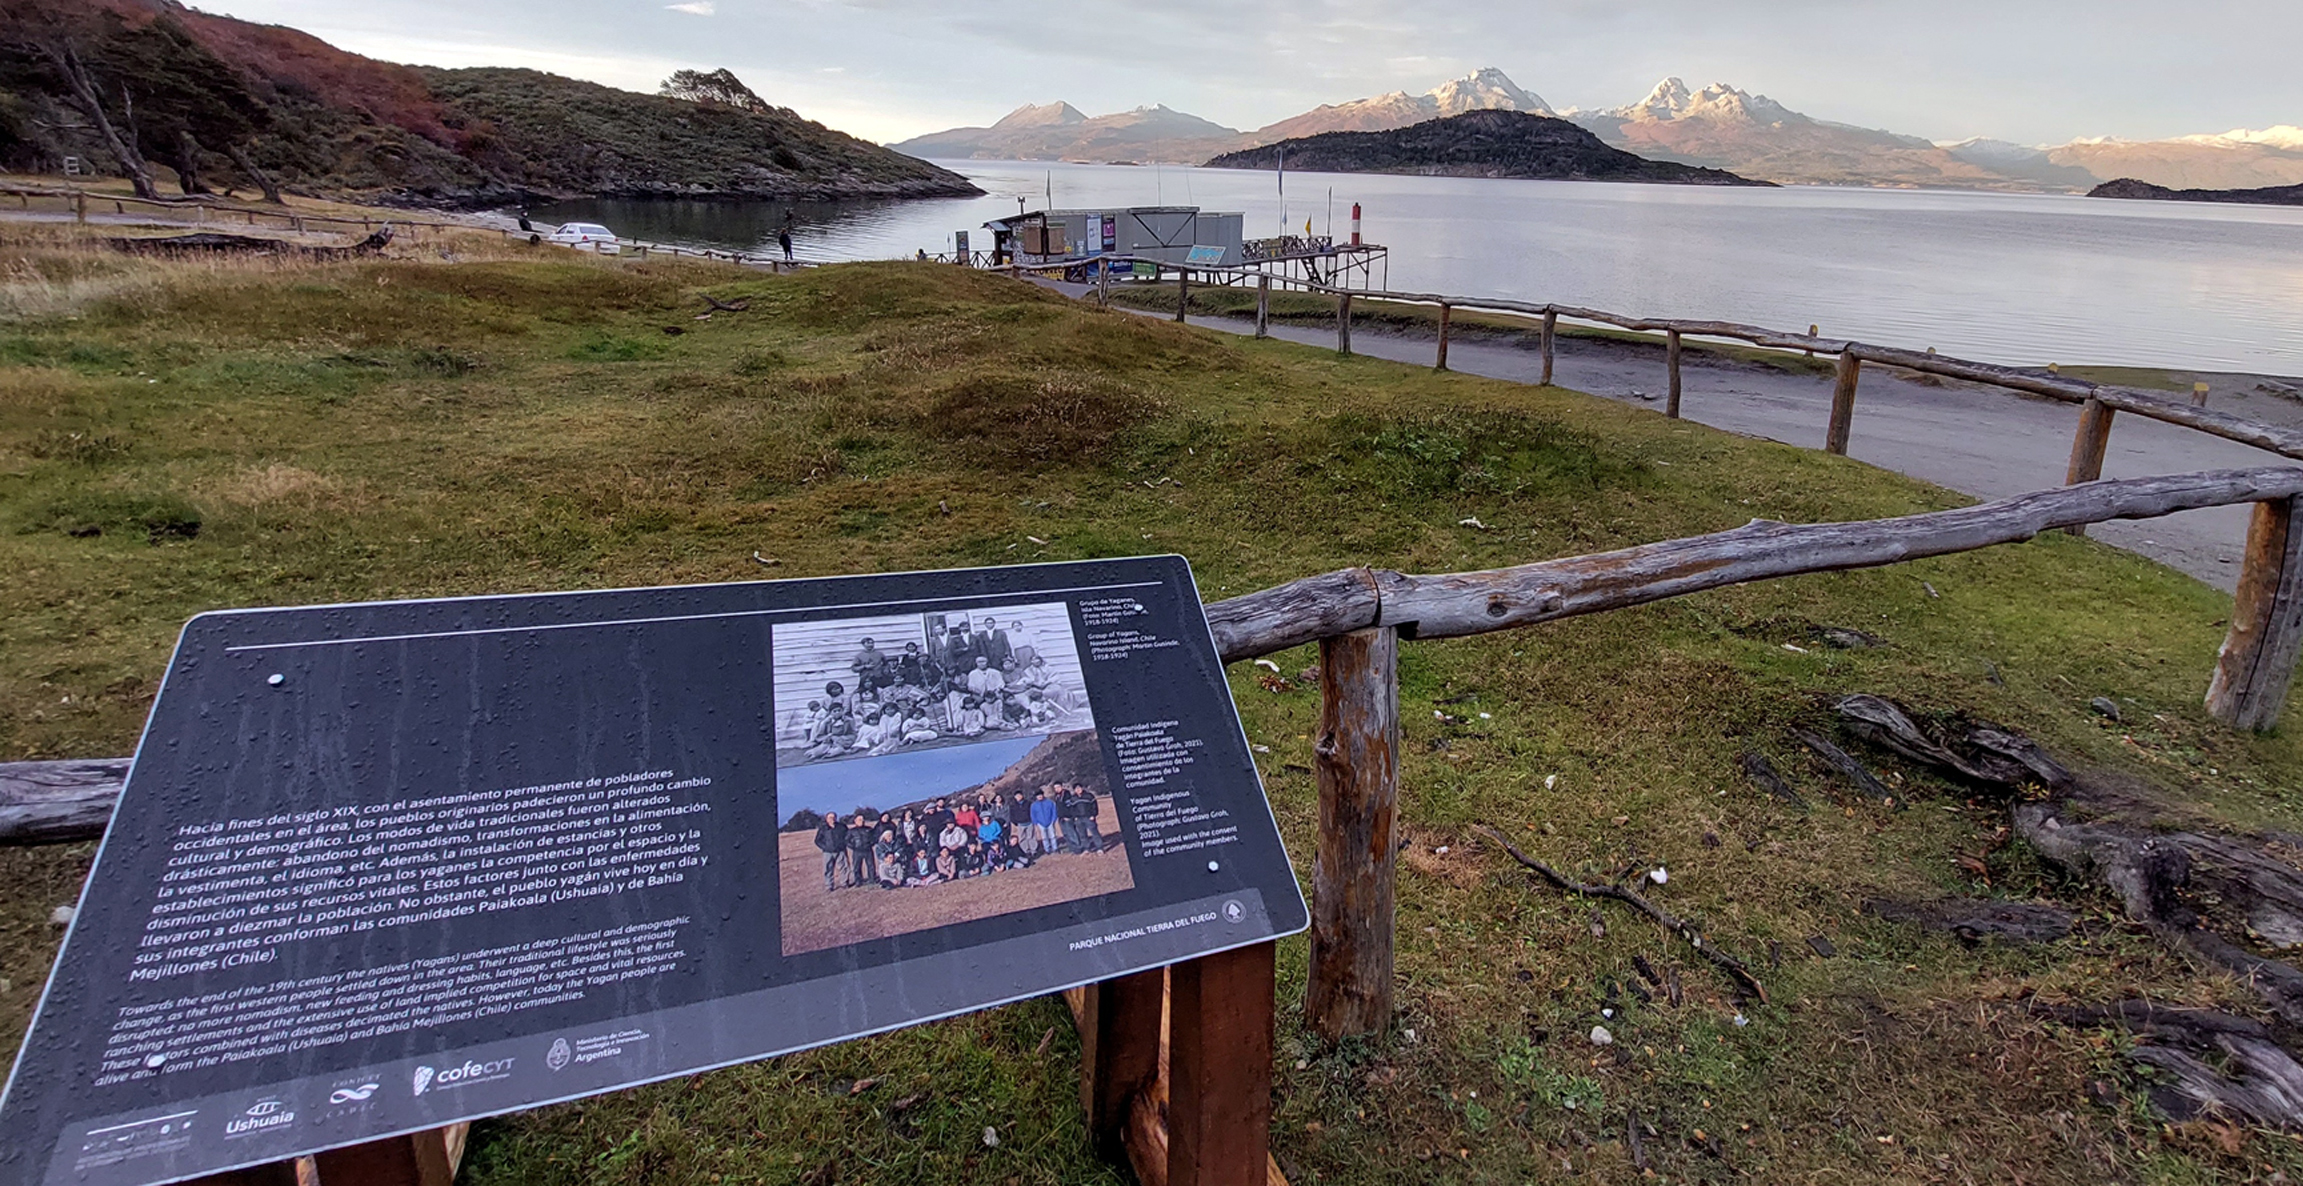 Hacia fines del siglo XIX, con el asentamiento permanente de pobladores
occidentales en el área, los pueblos originarios padecieron un profundo cambio
cultural y demográfico. Los modos de vida tradicionales fueron alterados
drásticamente: abandono del nomadismo, transformaciones en la alimentación,
la vestimenta, el idioma, etc. Además, la instalación de estancias y otros
establecimientos significó para los yaganes la competencia por el espacio y la
disminución de sus recursos vitales. Estos factores junto con las enfermedades
llevaron a diezmar la población. No obstante, el pueblo yagán vive hoy en día y
sus integrantes conforman las comunidades Paiakoala (Ushuaia) y de Bahía
Mejillones (Chile).
Towards the end of the 19th century the natives (Yagans) underwent a deep cultural and demographic
change, as the first western people settled down in the area. Their traditional lifestyle was seriously
disrupted: no more nomadism, new feeding and dressing habits, language, etc. Besides this, the first
ranching settlements and the extensive use of land implied competition for space and vital resources.
These factors combined with diseases decimated the natives. However, today the Yagan people are
alive and form the Paiakoala (Ushuaia) and Bahía Mejillones (Chile) communities.
Grupo de Yaganes,
Isla Navarino, Chile
(Foto: Martin Gusinde,
1918-1924)
Group of Yagans,
Navarino Island, Chile
(Photograph: Martin Gusinde,
1918-1924)
Comunidad Indígena
Yagán Paiakoala
de Tierra del Fuego
(Foto: Gustavo Groh, 2021).
Imagen utilizada con
consentimiento de los
integrantes de la
comunidad.
Yagan Indigenous
Community
of Tierra del Fuego
(Photograph: Gustavo Groh,
2021).
Image used with the consent
of the community members.
PARQUE NACIONAL TIERRA DEL FUEGO
Ushuaia
CONICET
CADIC
cofeCYT
Ministerio de Ciencia,
Tecnología e Innovación
Argentina